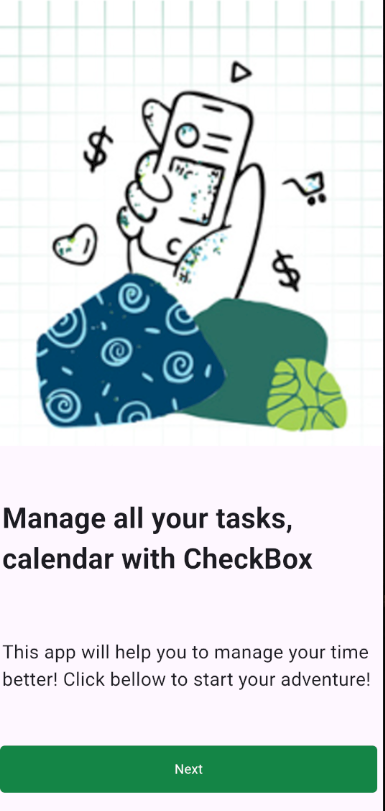 $
$
Manage all your tasks,
calendar with CheckBox
This app will help you to manage your time
better! Click bellow to start your adventure!
Next